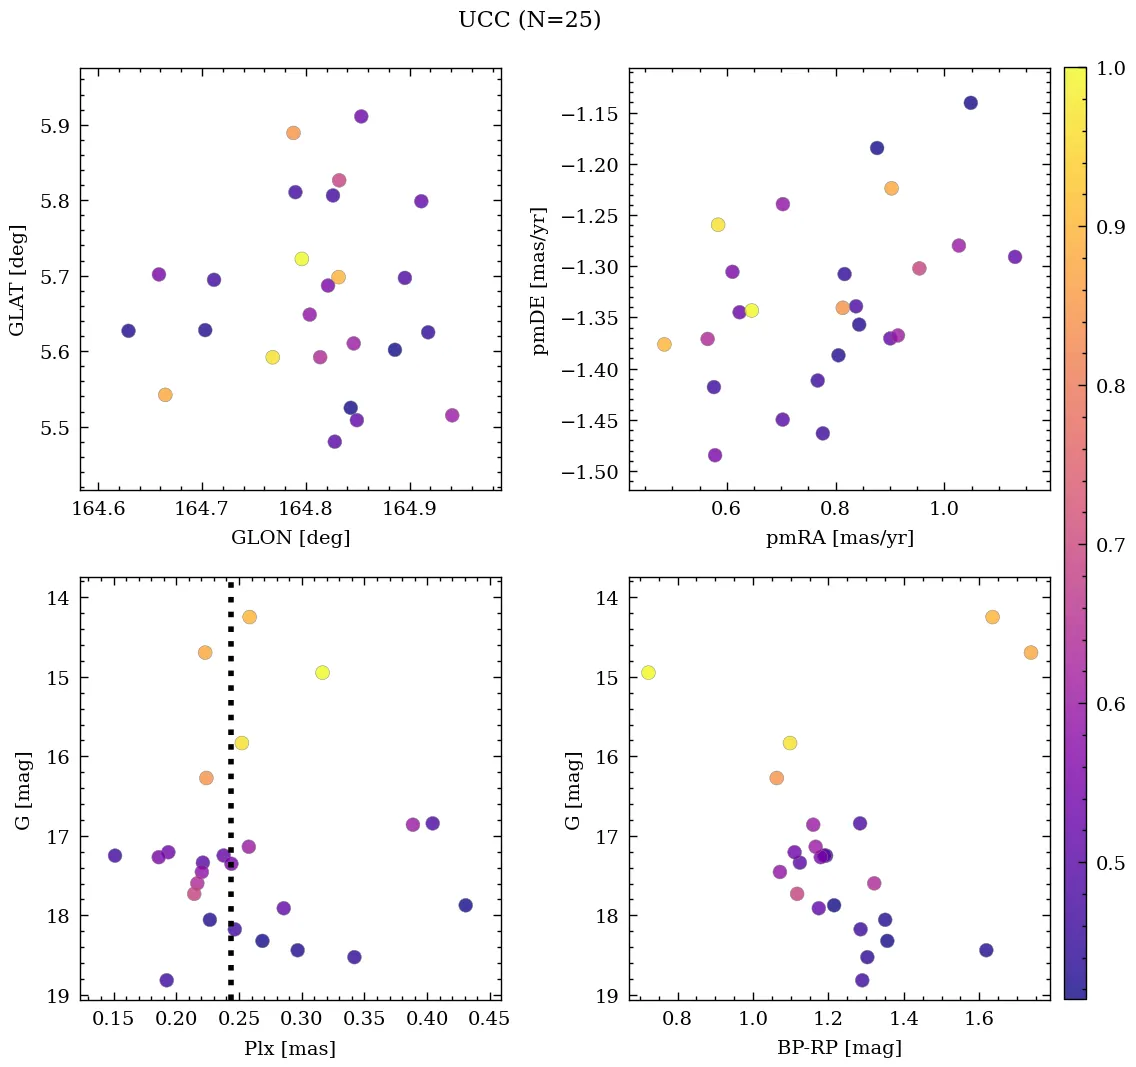 UCC (N=25)
5.9
5.8
5.7
5.6
5.5
GLAT [deg]
164.6 164.7 164.8 164.9
GLON [deg]
−1.15
−1.20
−1.25
−1.30
−1.35
−1.40
−1.45
−1.50
pmDE [mas/yr]
0.6 0.8 1.0
pmRA [mas/yr]
1.0
0.9
0.8
0.7
0.6
0.5
14
15
16
17
18
19
G [mag]
0.15 0.20 0.25 0.30 0.35 0.40 0.45
Plx [mas]
14
15
16
17
18
19
G [mag]
0.8 1.0 1.2 1.4 1.6
BP-RP [mag]